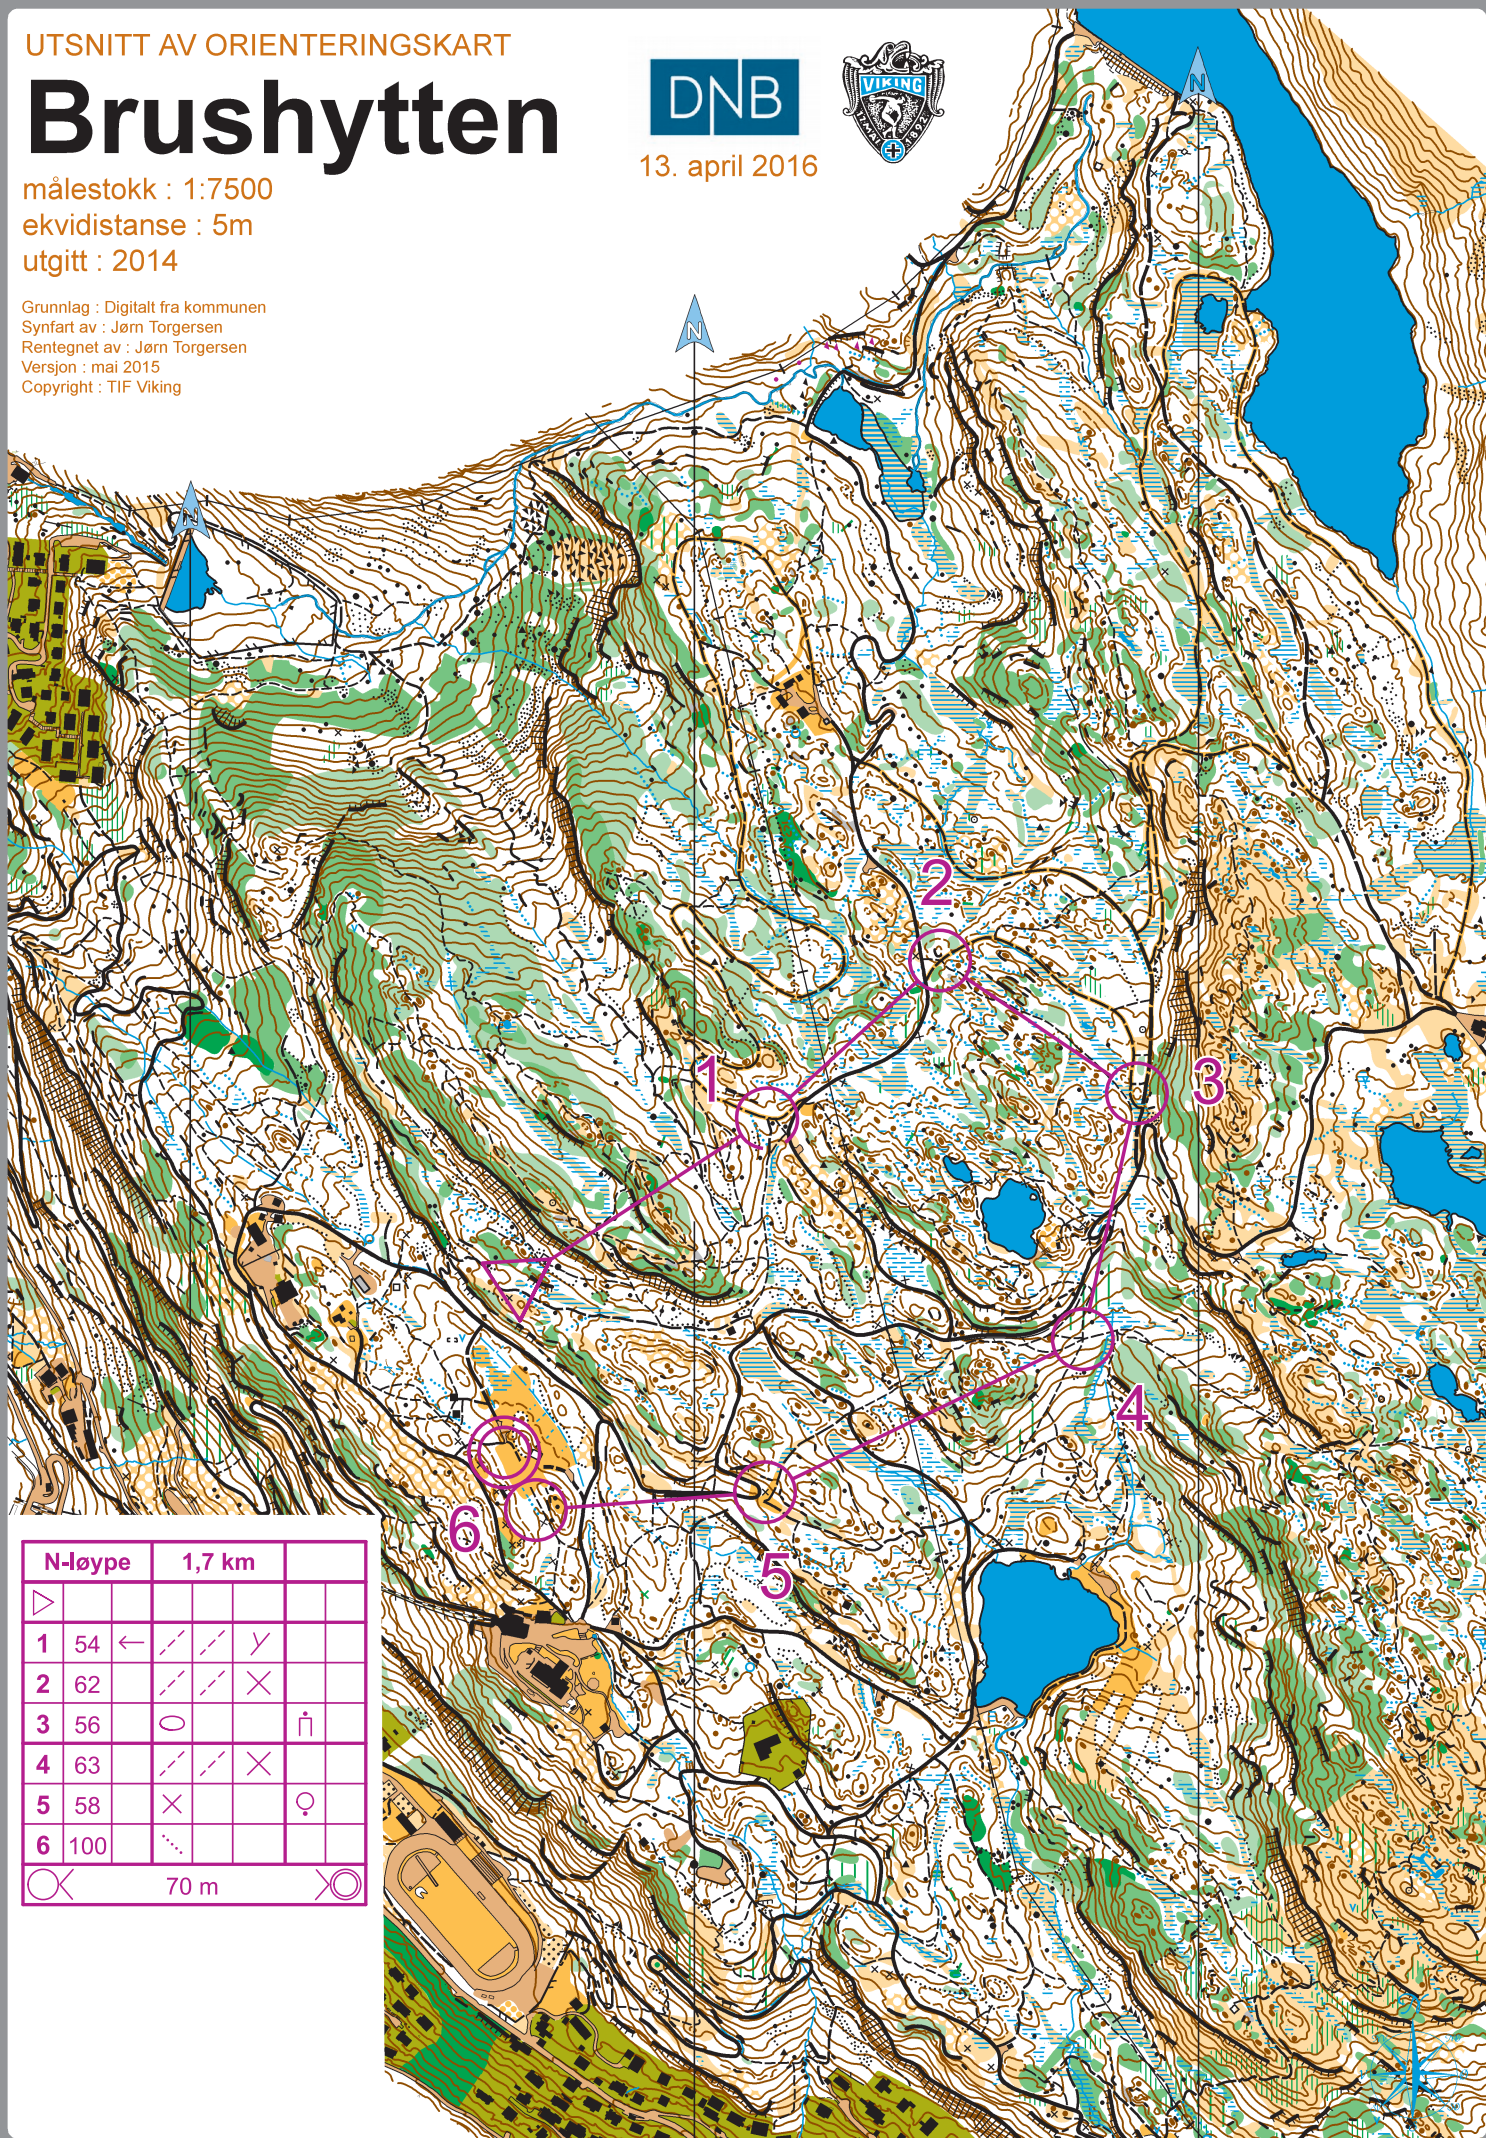 UTSNITT AV ORIENTERINGSKART
Brushytten
målestokk : 1:7500
ekvidistanse : 5m
utgitt : 2014
Grunnlag : Digitalt fra kommunen
Synfart av : Jørn Torgersen
Rentegnet av : Jørn Torgersen
Versjon : mai 2015
Copyright : TIF Viking
DNB
13. april 2016
VIKING
17. MAI 1892
N
N
N
2
1
3
4
6
5
N-løype 1,7 km
1 54
2 62
3 56
4 63
5 58
6 100
70 m